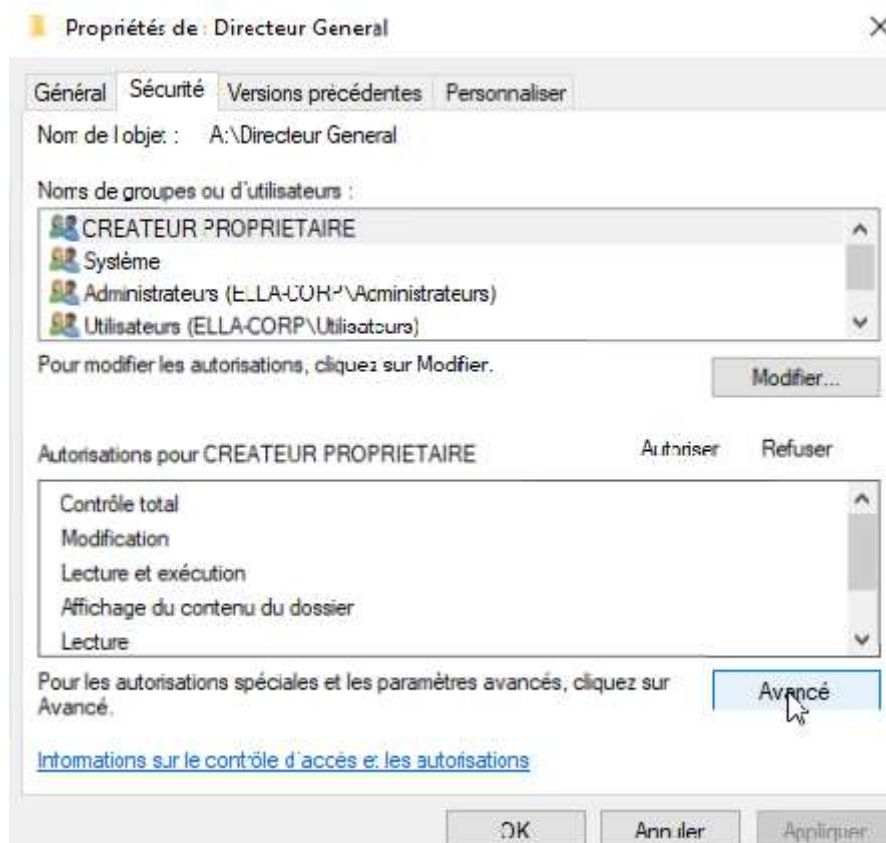 Propriétés de : Directeur General
Général Sécurité Versions précédentes Personnaliser
Nom de l'objet : A:\Directeur General
Noms de groupes ou d'utilisateurs :
CREATEUR PROPRIETAIRE
Système
Administrateurs (ELLA-CORP\Administrateurs)
Utilisateurs (ELLA-CORP\Utilisateurs)
Pour modifier les autorisations, cliquez sur Modifier.
Modifier...
Autorisations pour CREATEUR PROPRIETAIRE Autoriser Refuser
Contrôle total
Modification
Lecture et exécution
Affichage du contenu du dossier
Lecture
Pour les autorisations spéciales et les paramètres avancés, cliquez sur
Avancé.
Avancé
Informations sur le contrôle d'accès et les autorisations
OK Annuler Appliquer